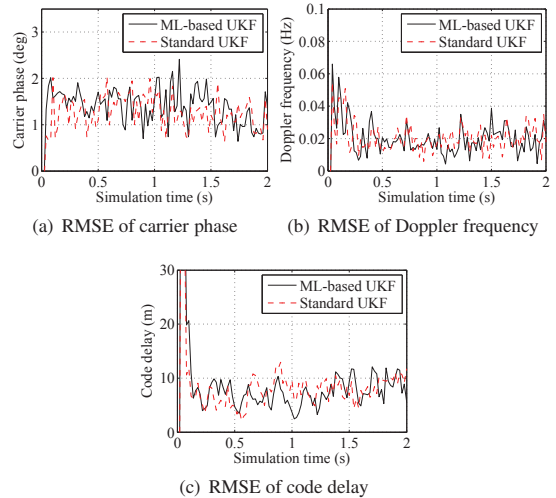 ML-based UKF
Standard UKF
Carrier phase (deg)
3
2
1
0
0 0.5 1 1.5 2
Simulation time (s)
(a) RMSE of carrier phase
ML-based UKF
Standard UKF
Doppler frequency (Hz)
0.1
0.08
0.06
0.04
0.02
0
0 0.5 1 1.5 2
Simulation time (s)
(b) RMSE of Doppler frequency
ML-based UKF
Standard UKF
Code delay (m)
30
20
10
0
0 0.5 1 1.5 2
Simulation time (s)
(c) RMSE of code delay